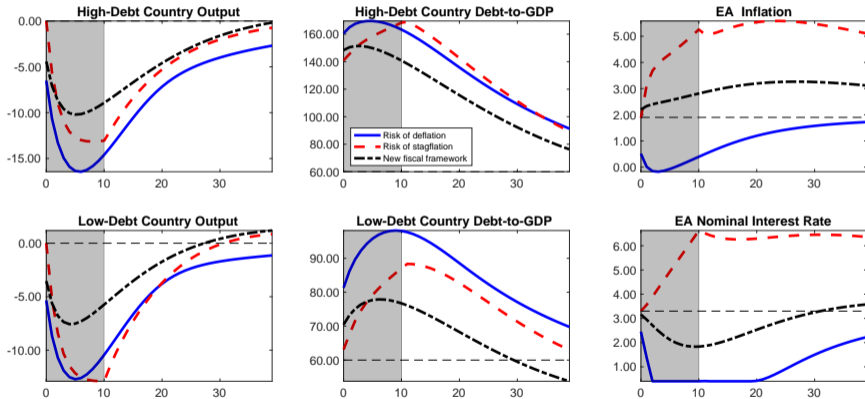 High-Debt Country Output
0.00
-5.00
-10.00
-15.00
0 10 20 30
High-Debt Country Debt-to-GDP
160.00
140.00
120.00
100.00
80.00
60.00
Risk of deflation
Risk of stagflation
New fiscal framework
0 10 20 30
EA Inflation
5.00
4.00
3.00
2.00
1.00
0.00
0 10 20 30
Low-Debt Country Output
0.00
-5.00
-10.00
0 10 20 30
Low-Debt Country Debt-to-GDP
90.00
80.00
70.00
60.00
0 10 20 30
EA Nominal Interest Rate
6.00
5.00
4.00
3.00
2.00
1.00
0 10 20 30